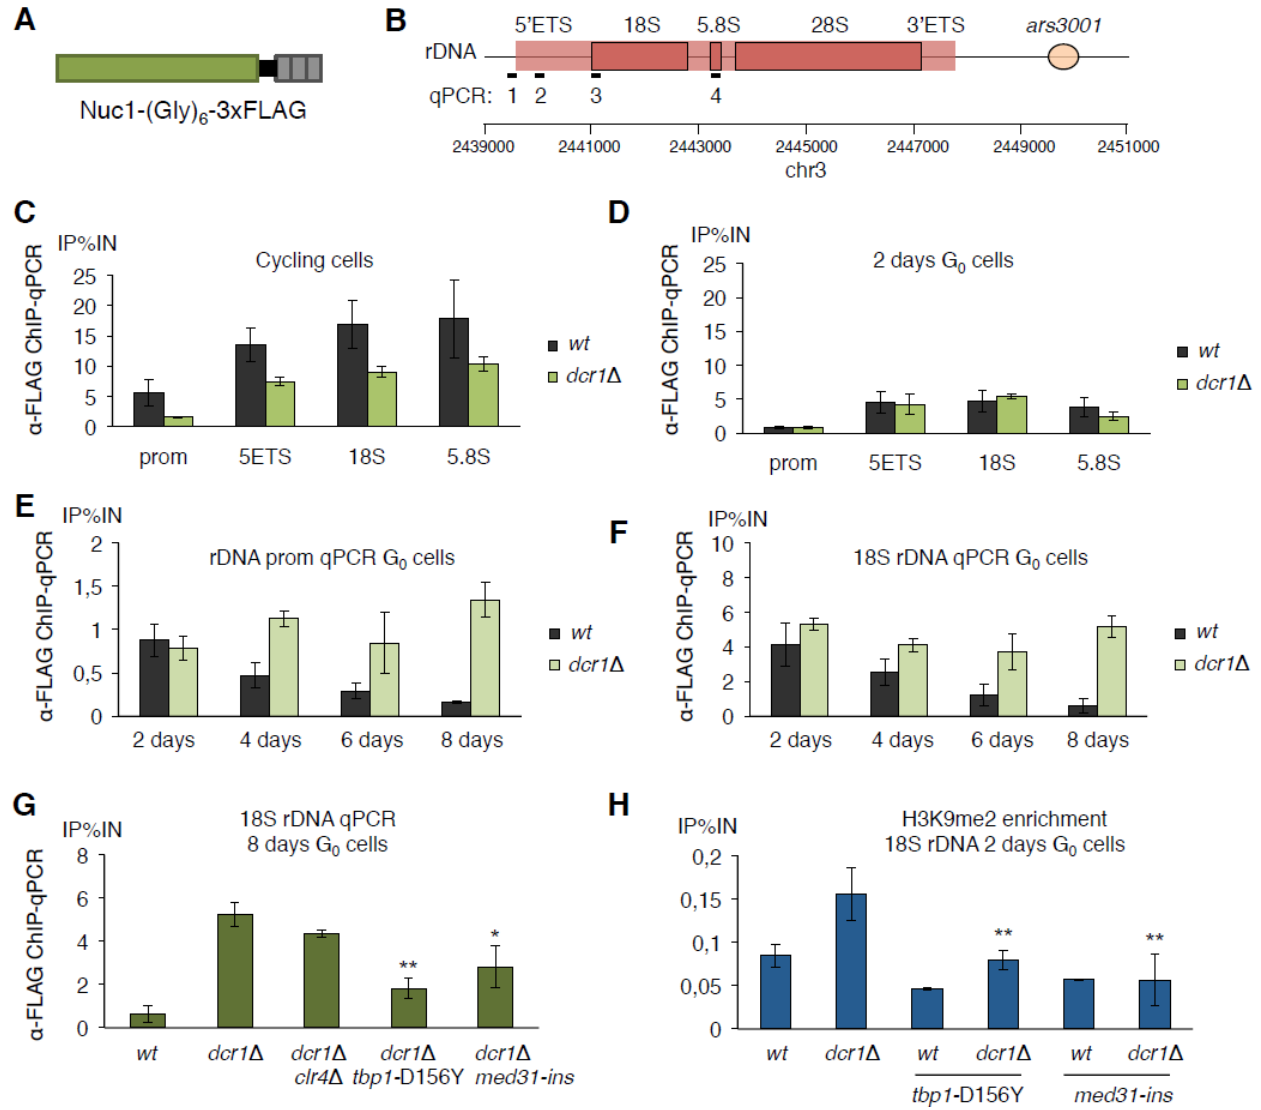 A
Nuc1-(Gly)6-3xFLAG
B
5'ETS 18S 5.8S 28S 3'ETS ars3001
rDNA
qPCR: 1 2 3 4
2439000 2441000 2443000 2445000 2447000 2449000 2451000
chr3
C
IP%IN
α-FLAG ChIP-qPCR
Cycling cells
25
20
15
10
5
0
prom 5ETS 18S 5.8S
wt
dcr1Δ
D
IP%IN
α-FLAG ChIP-qPCR
2 days G0 cells
25
20
15
10
5
0
prom 5ETS 18S 5.8S
wt
dcr1Δ
E
IP%IN
α-FLAG ChIP-qPCR
rDNA prom qPCR G0 cells
2
1,5
1
0,5
0
2 days 4 days 6 days 8 days
wt
dcr1Δ
F
IP%IN
α-FLAG ChIP-qPCR
18S rDNA qPCR G0 cells
10
8
6
4
2
0
2 days 4 days 6 days 8 days
wt
dcr1Δ
G
IP%IN
α-FLAG ChIP-qPCR
18S rDNA qPCR
8 days G0 cells
8
6
4
2
0
** *
wt dcr1Δ dcr1Δ dcr1Δ dcr1Δ
clr4Δ tbp1-D156Y med31-ins
H
IP%IN
H3K9me2 enrichment
18S rDNA 2 days G0 cells
0,2
0,15
0,1
0,05
0
** **
wt dcr1Δ wt dcr1Δ wt dcr1Δ
tbp1-D156Y med31-ins